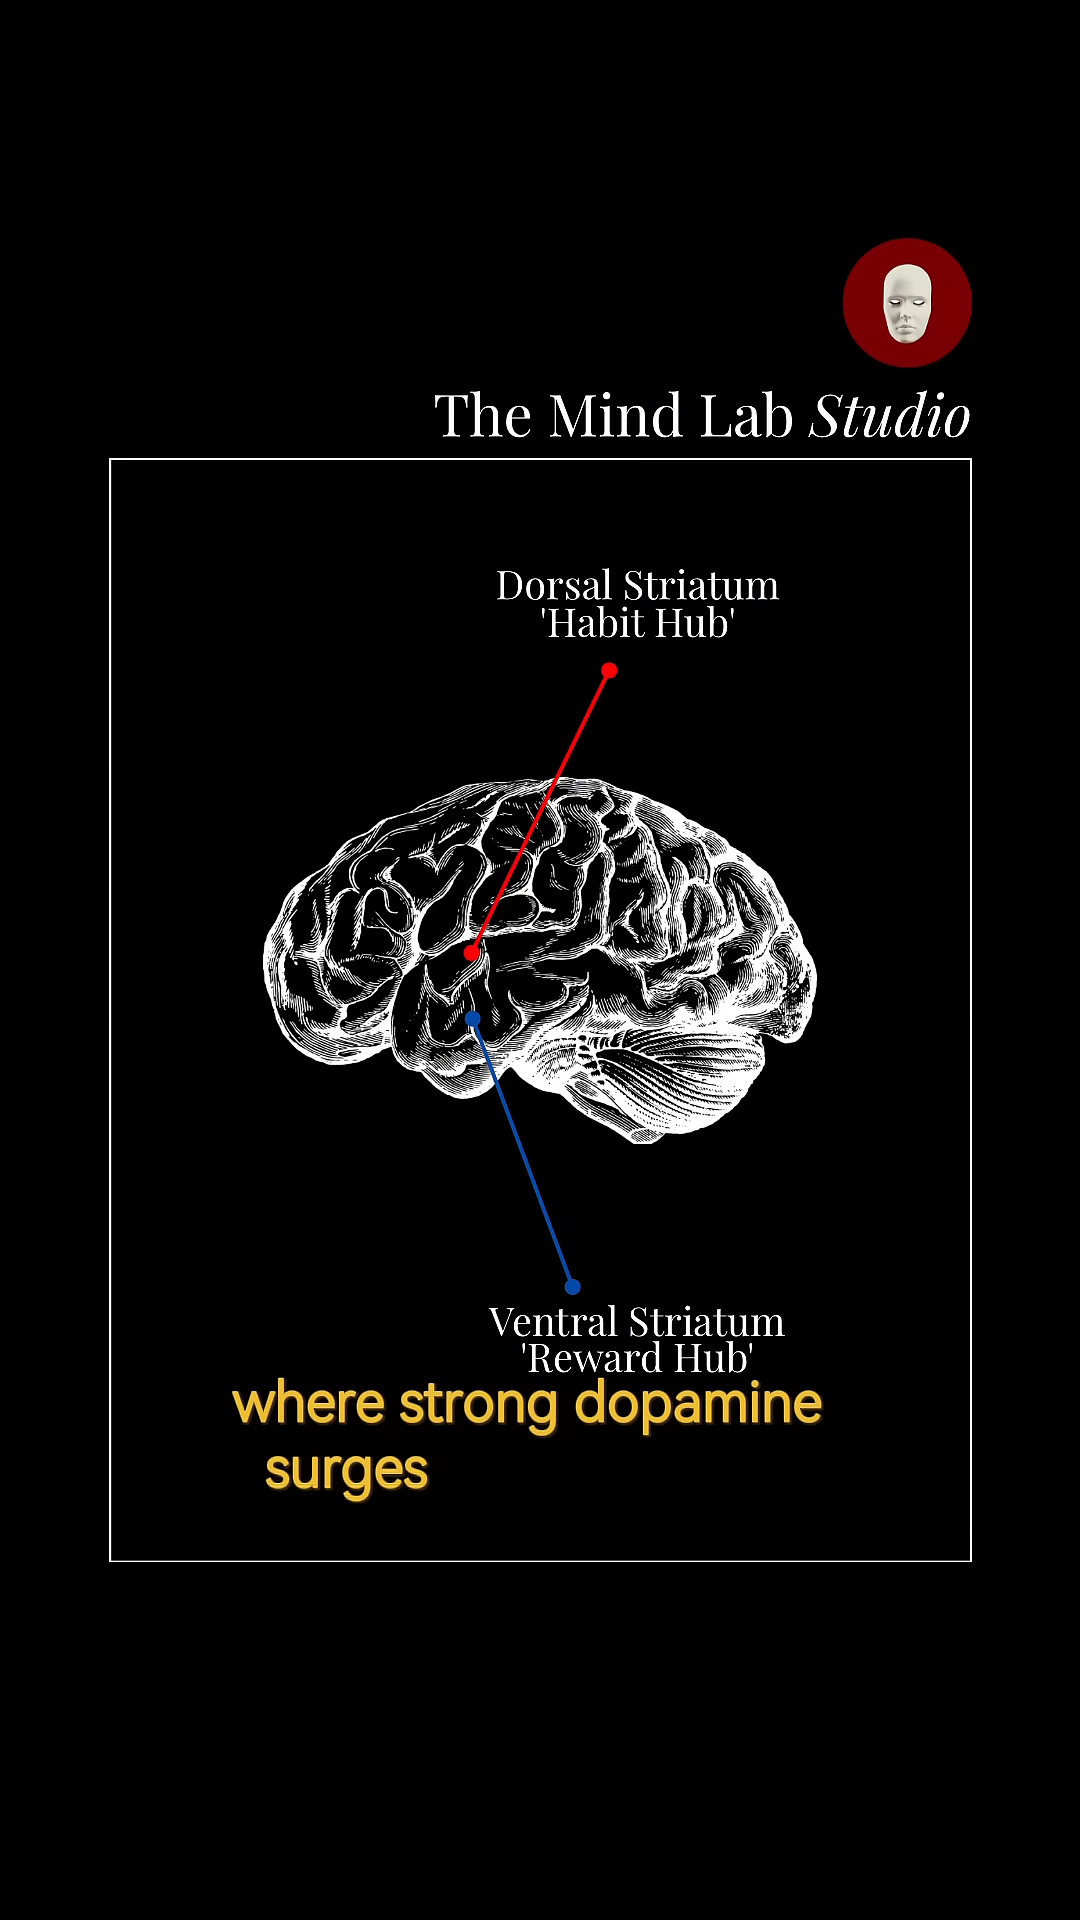 The Mind Lab Studio
Dorsal Striatum
'Habit Hub'
Ventral Striatum
'Reward Hub'
where strong dopamine
surges